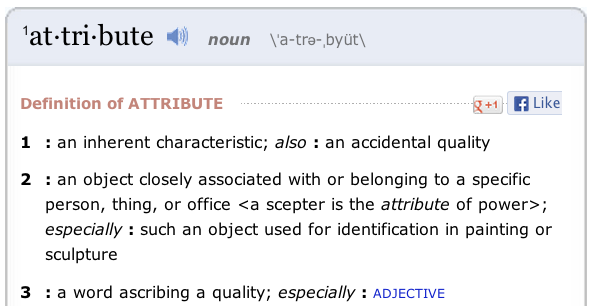 1at·tri·bute noun \ˈa-trə-ˌbyüt\
Definition of ATTRIBUTE
+1 Like
1 : an inherent characteristic; also : an accidental quality
2 : an object closely associated with or belonging to a specific
person, thing, or office <a scepter is the attribute of power>;
especially : such an object used for identification in painting or
sculpture
3 : a word ascribing a quality; especially : ADJECTIVE